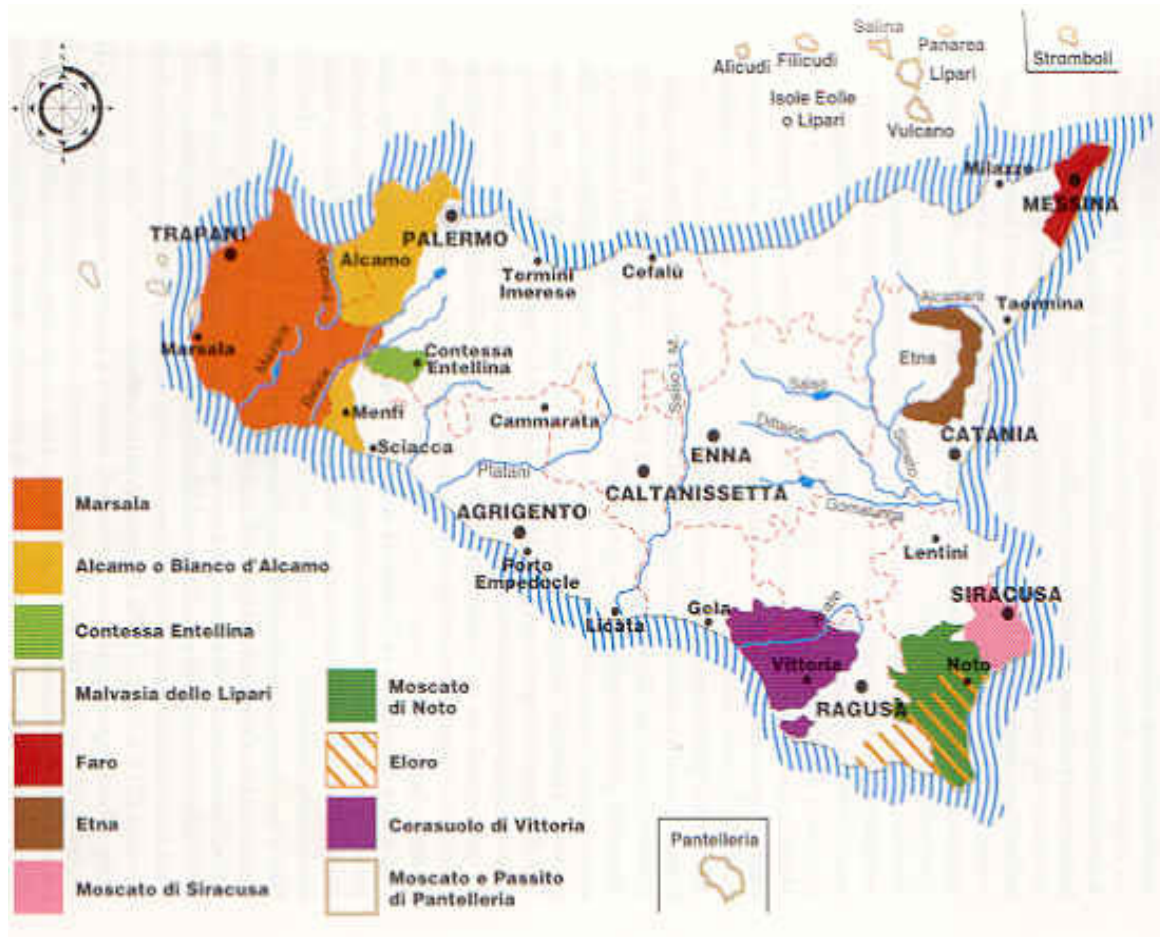 Salina
Panarea
Stromboli
Alicudi
Filicudi
Lipari
Isole Eolie
o Lipari
Vulcano
Milazzo
MESSINA
TRAPANI
PALERMO
Alcamo
Termini
Imerese
Cefalù
Taormina
Marsala
Contessa
Entellina
Etna
Salso I. M.
Salso
Menfi
Cammarata
Dittaino
Sciacca
ENNA
CATANIA
Simeto
Platani
CALTANISSETTA
AGRIGENTO
Gornalunga
Lentini
Porto
Empedocle
SIRACUSA
Licata
Gela
Vittoria
Noto
RAGUSA
Pantelleria
Marsala
Alcamo o Bianco d'Alcamo
Contessa Entellina
Malvasia delle Lipari
Faro
Etna
Moscato di Siracusa
Moscato
di Noto
Eloro
Cerasuolo di Vittoria
Moscato e Passito
di Pantelleria